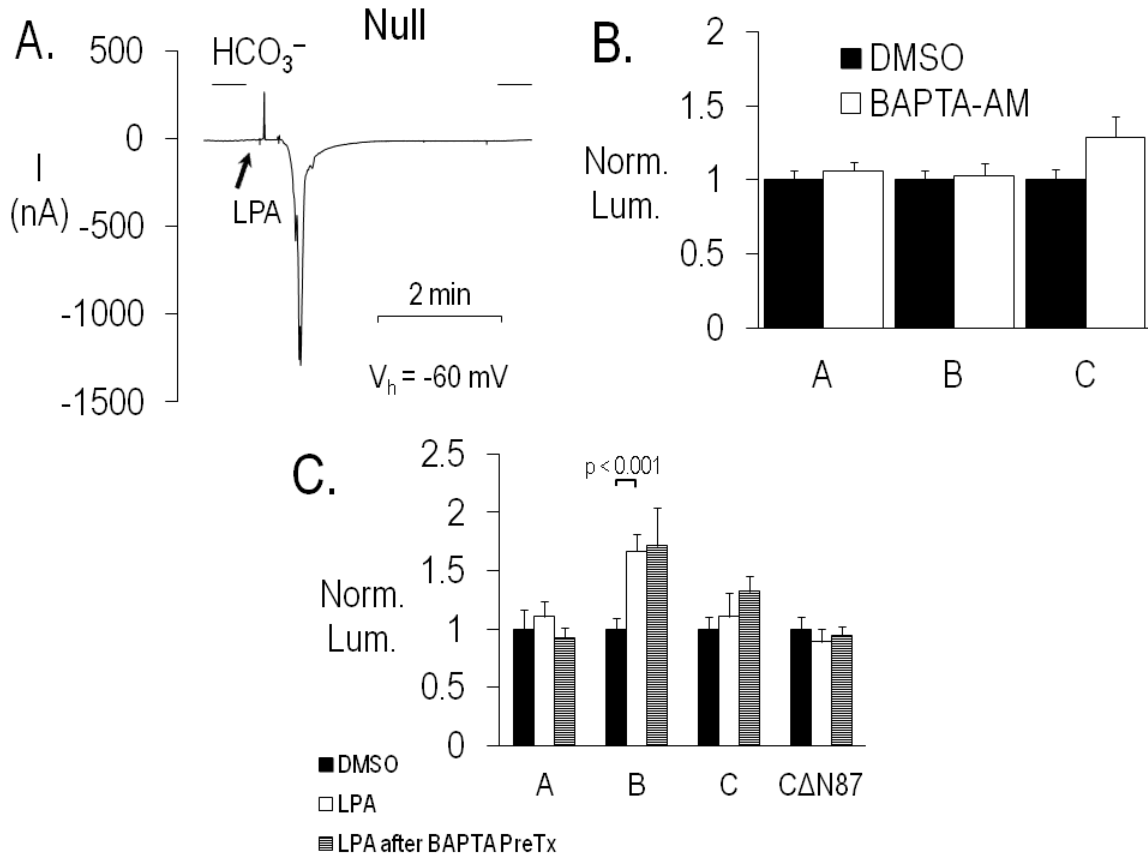 A.
Null
500
0
-500
-1000
-1500
I
(nA)
HCO₃⁻
LPA
2 min
Vₕ = -60 mV
B.
2
1.5
1
0.5
0
Norm.
Lum.
DMSO
BAPTA-AM
A B C
C.
2.5
2
1.5
1
0.5
0
Norm.
Lum.
p < 0.001
A B C CΔN87
DMSO
LPA
LPA after BAPTA PreTx